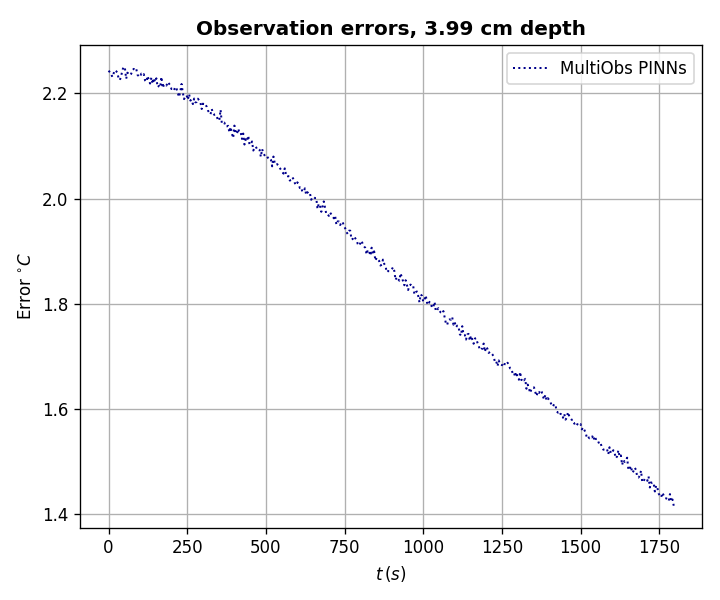 Observation errors, 3.99 cm depth
MultiObs PINNs
Error °C
2.2
2.0
1.8
1.6
1.4
0 250 500 750 1000 1250 1500 1750
t (s)